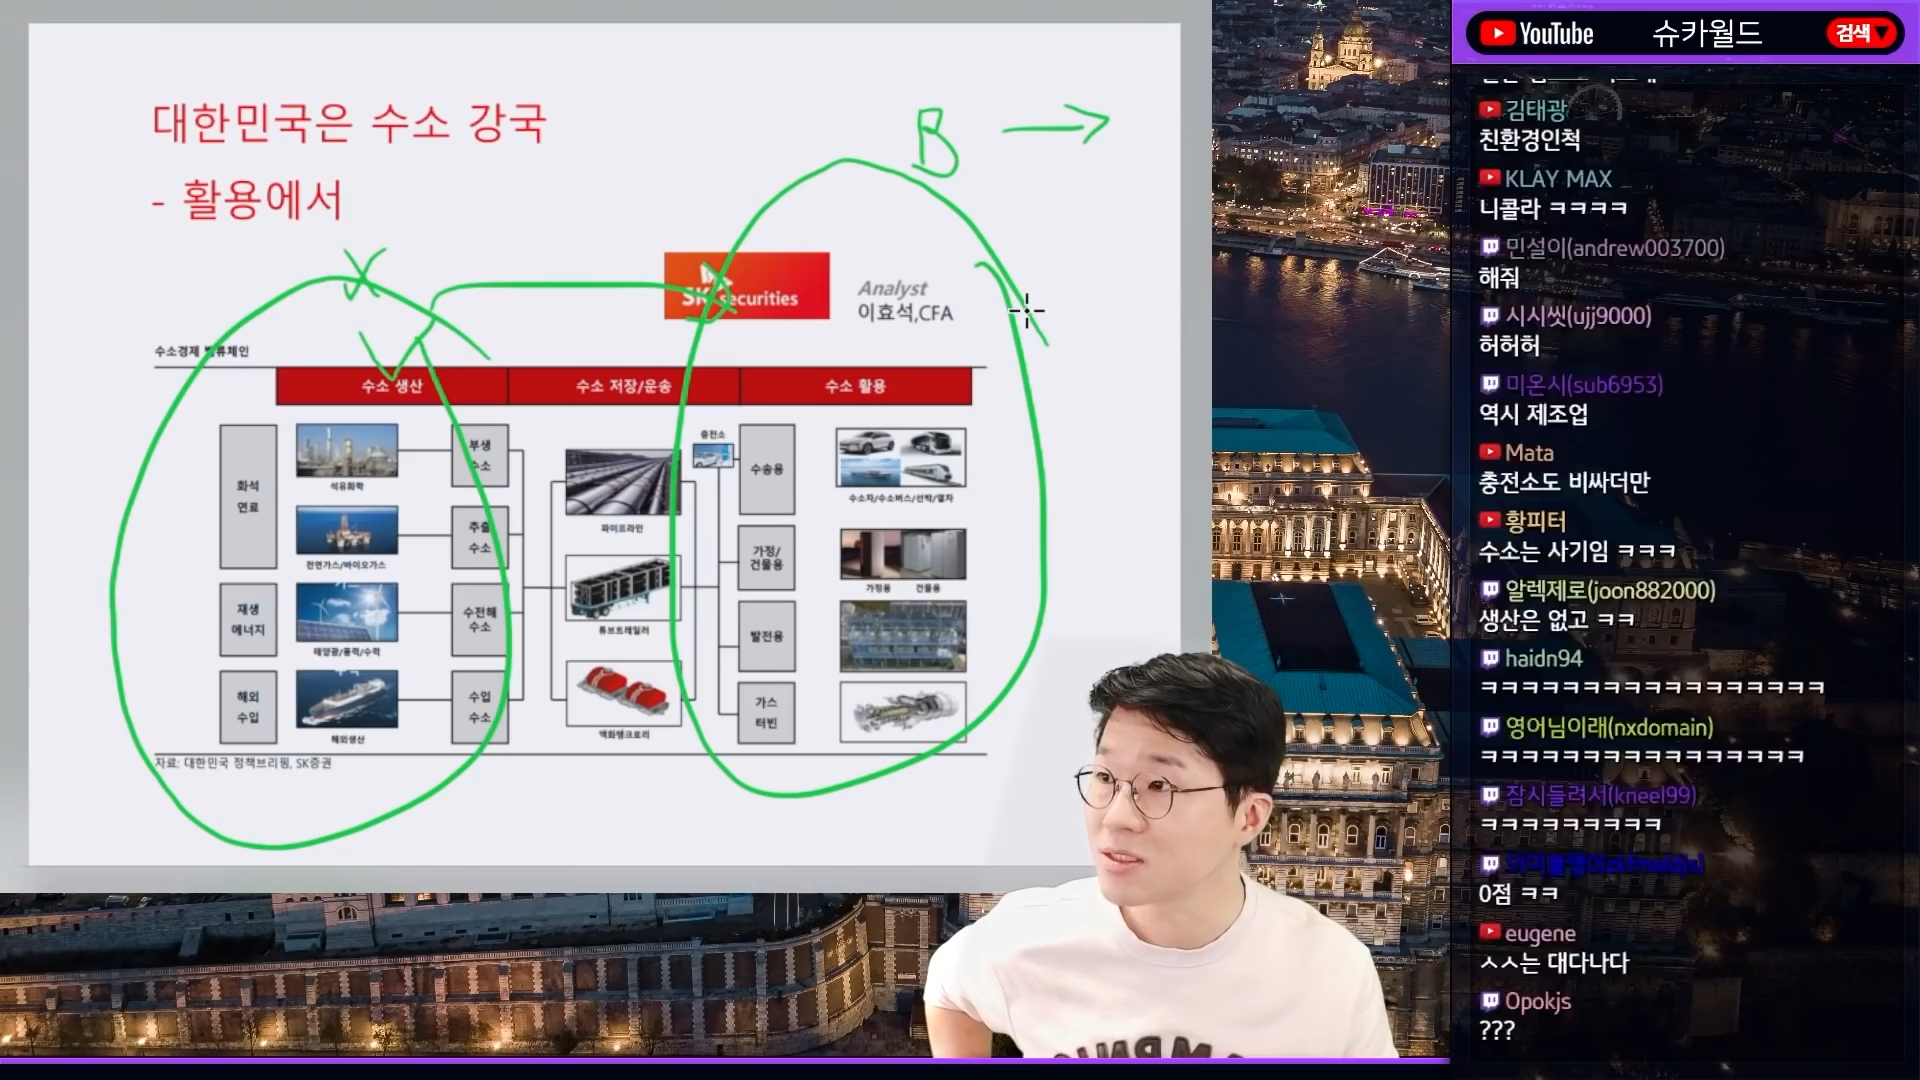 대한민국은 수소 강국
- 활용에서
B
SK securities
Analyst
이효석,CFA
수소경제 밸류체인
수소 생산
수소 저장/운송
수소 활용
화석
연료
석유화학
부생
수소
천연가스/바이오가스
추출
수소
재생
에너지
태양광/풍력/수력
수전해
수소
해외
수입
해외생산
수입
수소
파이프라인
튜브트레일러
액화탱크로리
충전소
수송용
수소차/수소버스/선박/열차
가정/
건물용
가정용
건물용
발전용
가스
터빈
자료: 대한민국 정책브리핑, SK증권
YouTube
슈카월드
검색▼
김태광
친환경인척
KLAY MAX
니콜라 ㅋㅋㅋㅋ
민설이(andrew003700)
해줘
시시씻(ujj9000)
허허허
미온시(sub6953)
역시 제조업
Mata
충전소도 비싸더만
황피터
수소는 사기임 ㅋㅋㅋ
알렉제로(joon882000)
생산은 없고 ㅋㅋ
haidn94
ㅋㅋㅋㅋㅋㅋㅋㅋㅋㅋㅋㅋㅋㅋㅋㅋㅋㅋ
영어님이래(nxdomain)
ㅋㅋㅋㅋㅋㅋㅋㅋㅋㅋㅋㅋㅋㅋㅋㅋㅋ
잠시들려서(kneel99)
ㅋㅋㅋㅋㅋㅋㅋㅋㅋ
0점 ㅋㅋ
eugene
ㅅㅅ는 대다나다
Opokjs
???